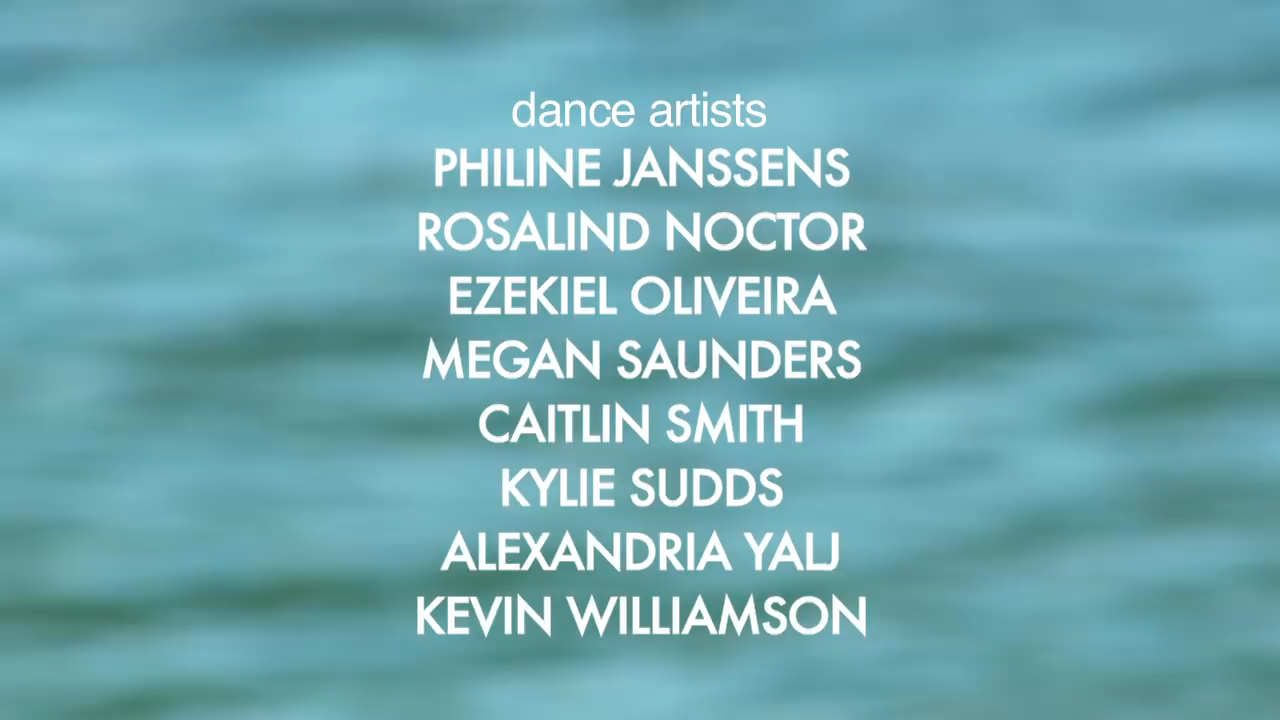 dance artists
PHILINE JANSSENS
ROSALIND NOCTOR
EZEKIEL OLIVEIRA
MEGAN SAUNDERS
CAITLIN SMITH
KYLIE SUDDS
ALEXANDRIA YALJ
KEVIN WILLIAMSON